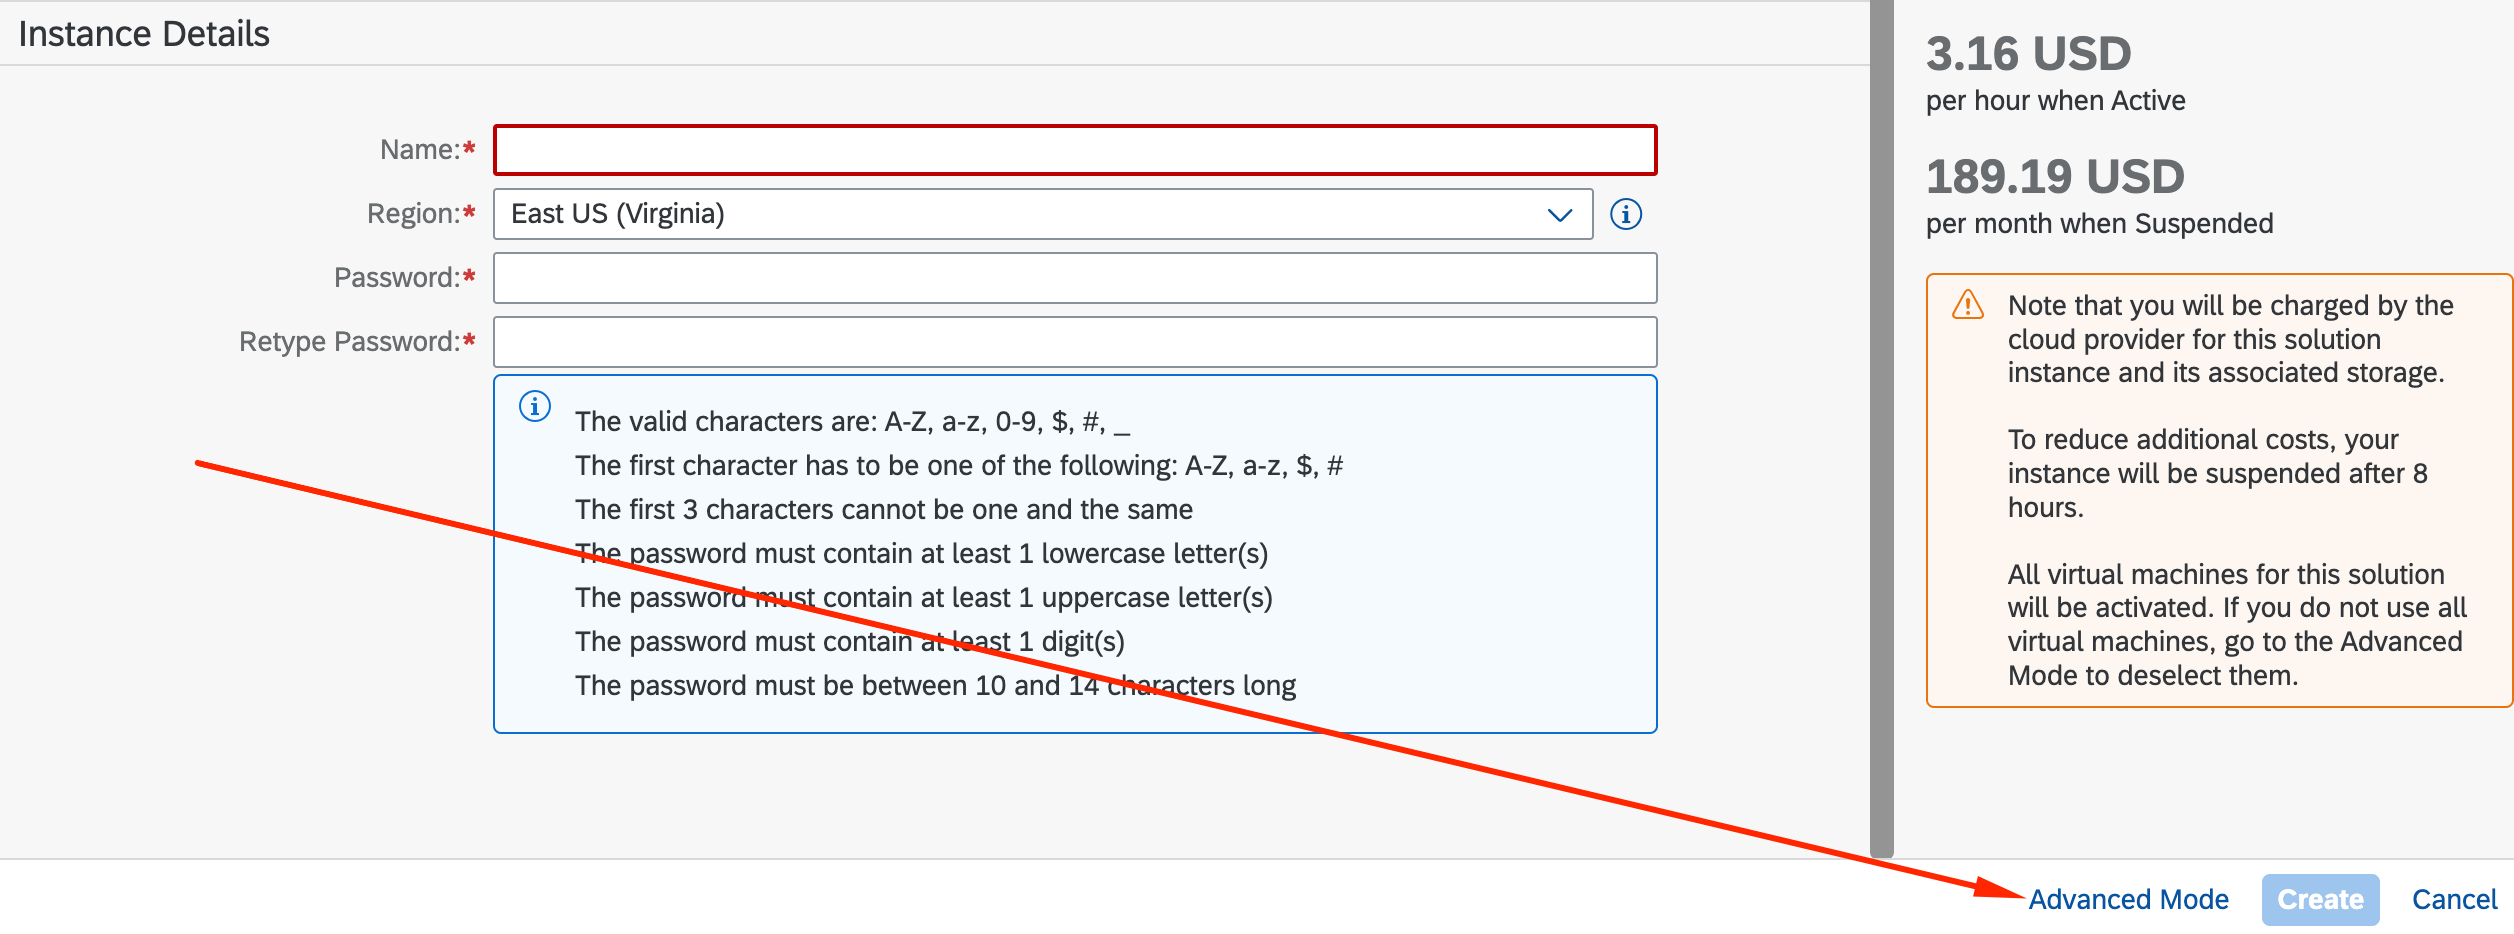 Instance Details
Name:*
Region:* East US (Virginia)
Password:*
Retype Password:*
The valid characters are: A-Z, a-z, 0-9, $, #, _
The first character has to be one of the following: A-Z, a-z, $, #
The first 3 characters cannot be one and the same
The password must contain at least 1 lowercase letter(s)
The password must contain at least 1 uppercase letter(s)
The password must contain at least 1 digit(s)
The password must be between 10 and 14 characters long
3.16 USD
per hour when Active
189.19 USD
per month when Suspended
Note that you will be charged by the
cloud provider for this solution
instance and its associated storage.
To reduce additional costs, your
instance will be suspended after 8
hours.
All virtual machines for this solution
will be activated. If you do not use all
virtual machines, go to the Advanced
Mode to deselect them.
Advanced Mode Create Cancel